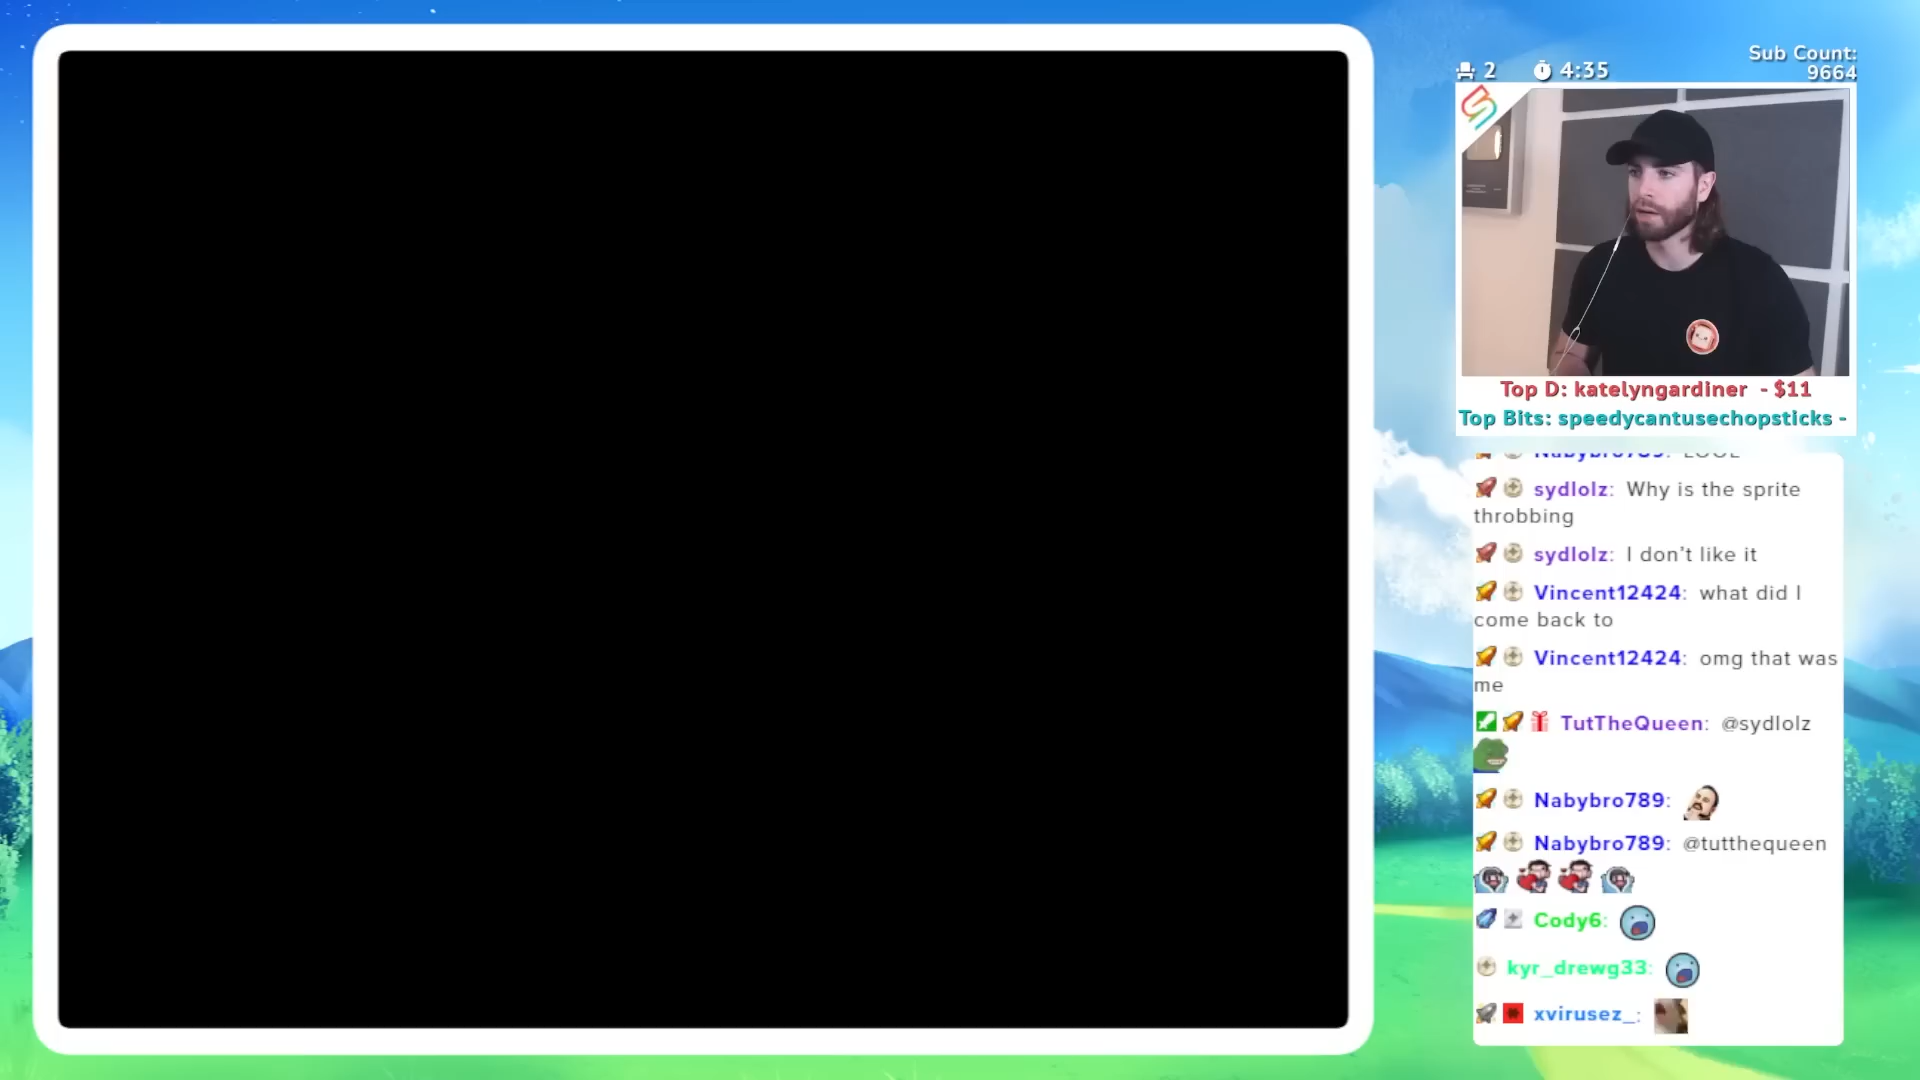 2
4:35
Sub Count:
9664
Top D: katelyngardiner - $11
Top Bits: speedycantusechopsticks -
Nabybro789: LOOL
sydlolz: Why is the sprite
throbbing
sydlolz: I don't like it
Vincent12424: what did I
come back to
Vincent12424: omg that was
me
TutTheQueen: @sydlolz
Nabybro789:
Nabybro789: @tutthequeen
Cody6:
kyr_drewg33:
xvirusez_: